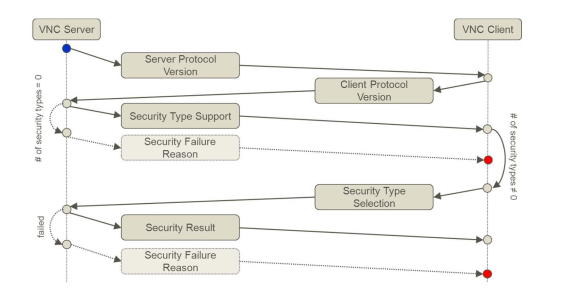 VNC Server
VNC Client
Server Protocol
Version
Client Protocol
Version
# of security types = 0
Security Type Support
# of security types ≠ 0
Security Failure
Reason
Security Type
Selection
failed
Security Result
Security Failure
Reason